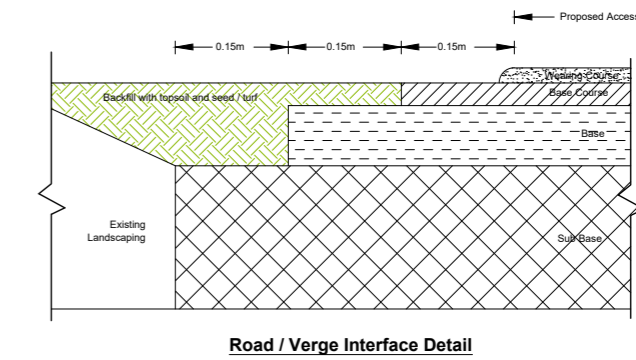 Proposed Access
0.15m 0.15m 0.15m
Wearing Course
Backfill with topsoil and seed / turf
Base Course
Base
Existing
Landscaping
Sub Base
Road / Verge Interface Detail